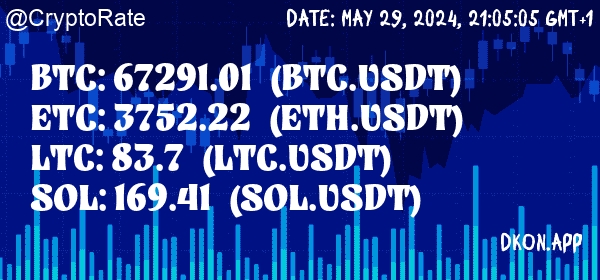 @CryptoRate
DATE: MAY 29, 2024, 21:05:05 GMT+1
BTC: 67291.01 (BTC.USDT)
ETC: 3752.22 (ETH.USDT)
LTC: 83.7 (LTC.USDT)
SOL: 169.41 (SOL.USDT)
DKON.APP